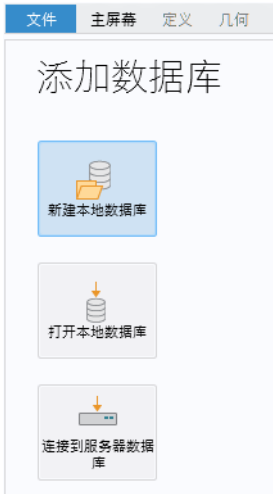 文件 主屏幕 定义 几何
添加数据库
新建本地数据库
打开本地数据库
连接到服务器数据
库